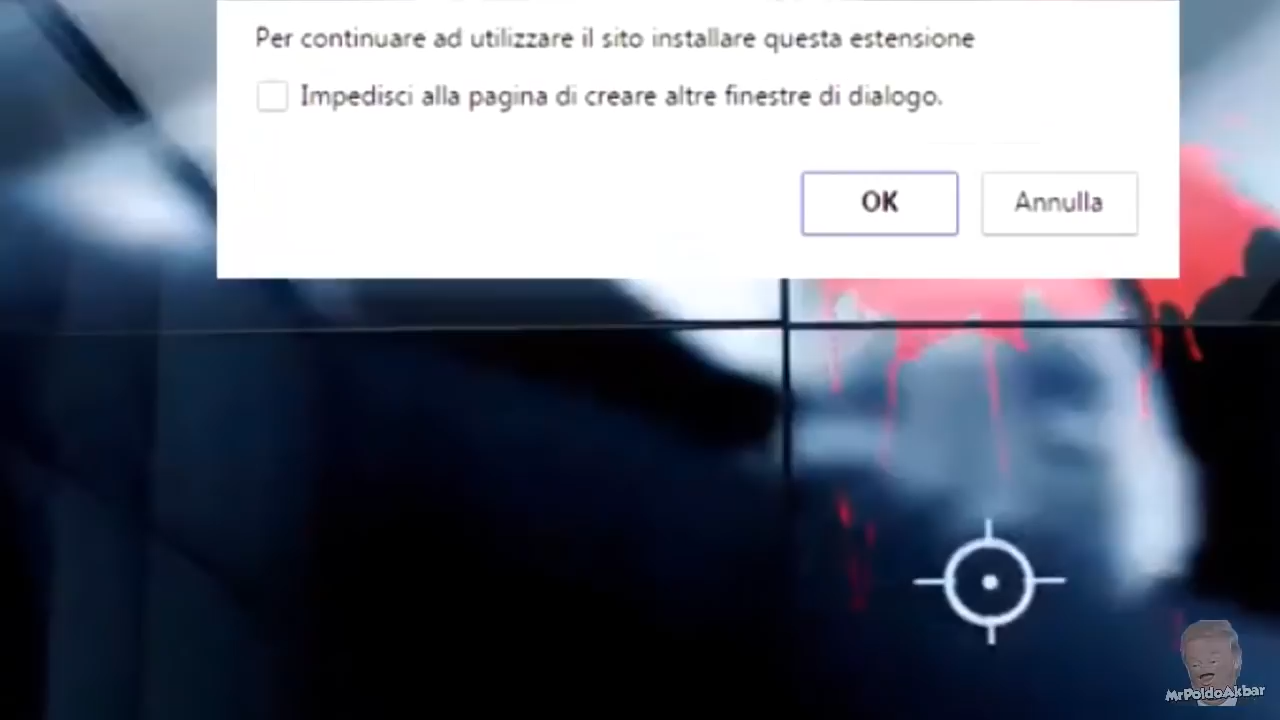 Per continuare ad utilizzare il sito installare questa estensione
Impedisci alla pagina di creare altre finestre di dialogo.
OK
Annulla
MrPoldoAkbar